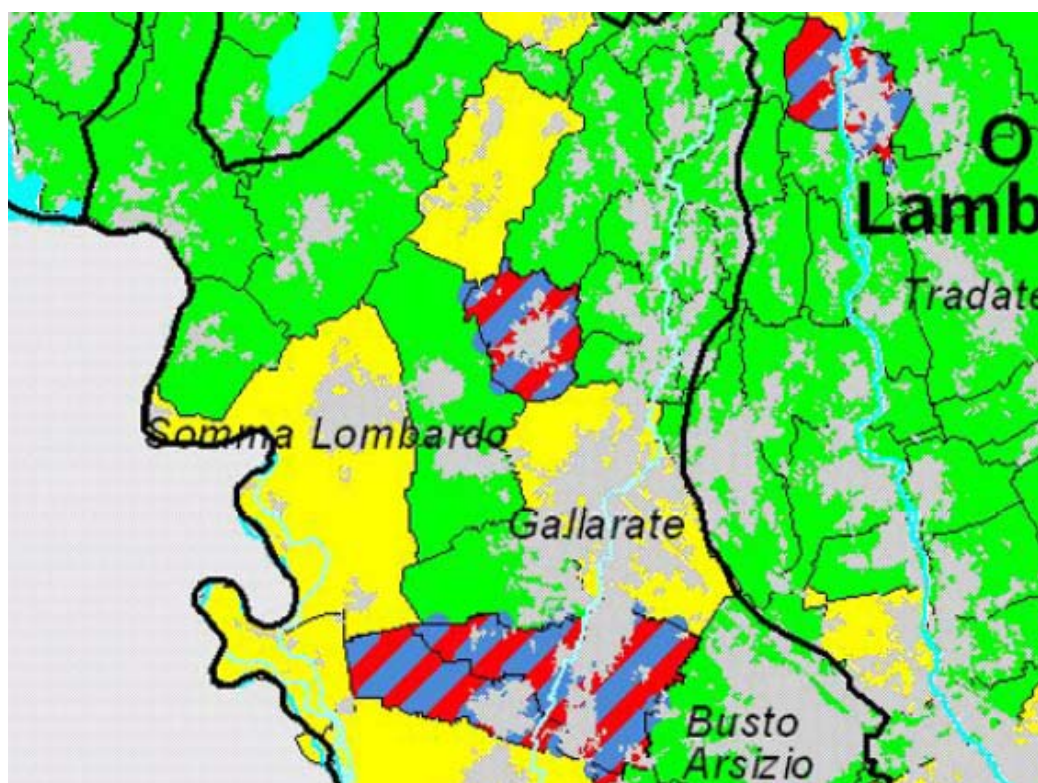 O
Lamb
Tradate
Somma Lombardo
Gallarate
Busto
Arsizio